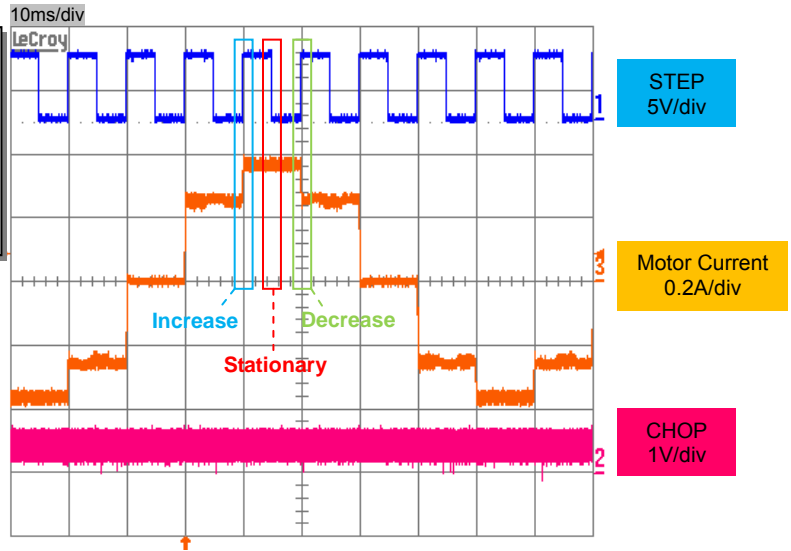 10ms/div
LeCroy
1
STEP
5V/div
3
Motor Current
0.2A/div
Increase
Decrease
Stationary
CHOP
1V/div
2